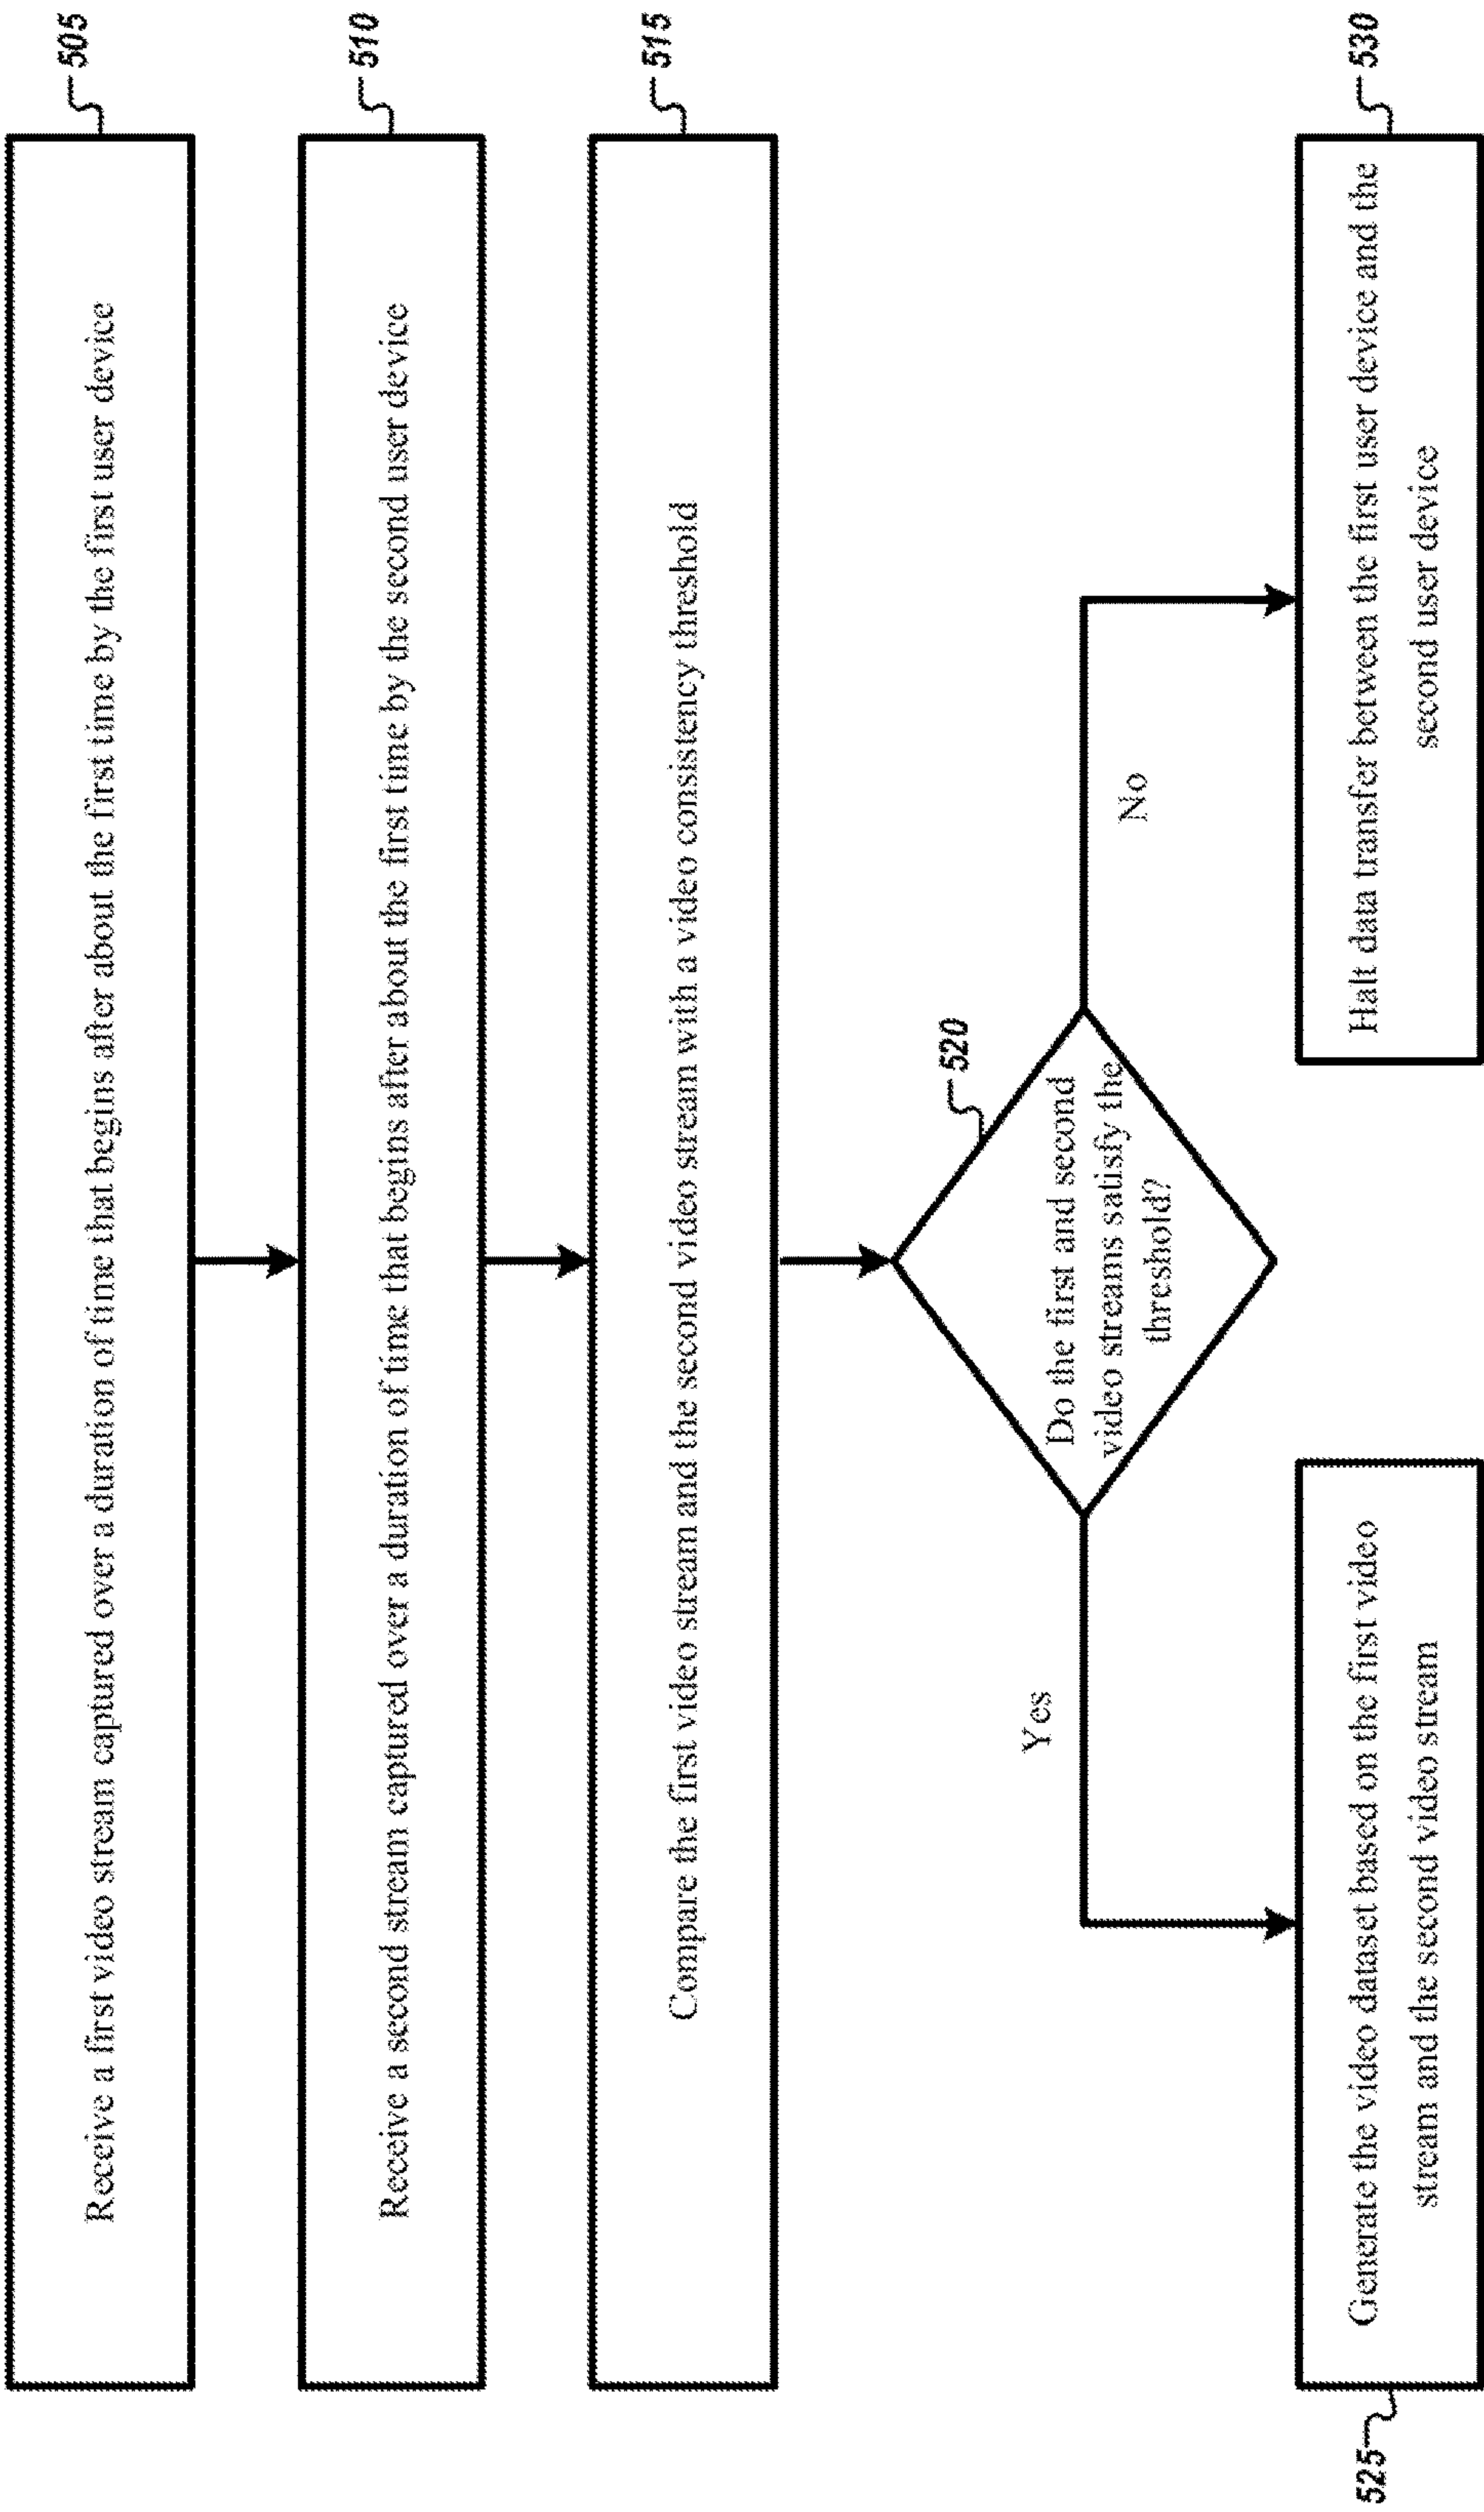 Receive a first video stream captured over a duration of time that begins after about the first time by the first user device
505
Receive a second stream captured over a duration of time that begins after about the first time by the second user device
510
Compare the first video stream and the second video stream with a video consistency threshold
515
Do the first and second
video streams satisfy the
threshold?
520
Yes
No
Generate the video dataset based on the first video
stream and the second video stream
525
Halt data transfer between the first user device and the
second user device
530